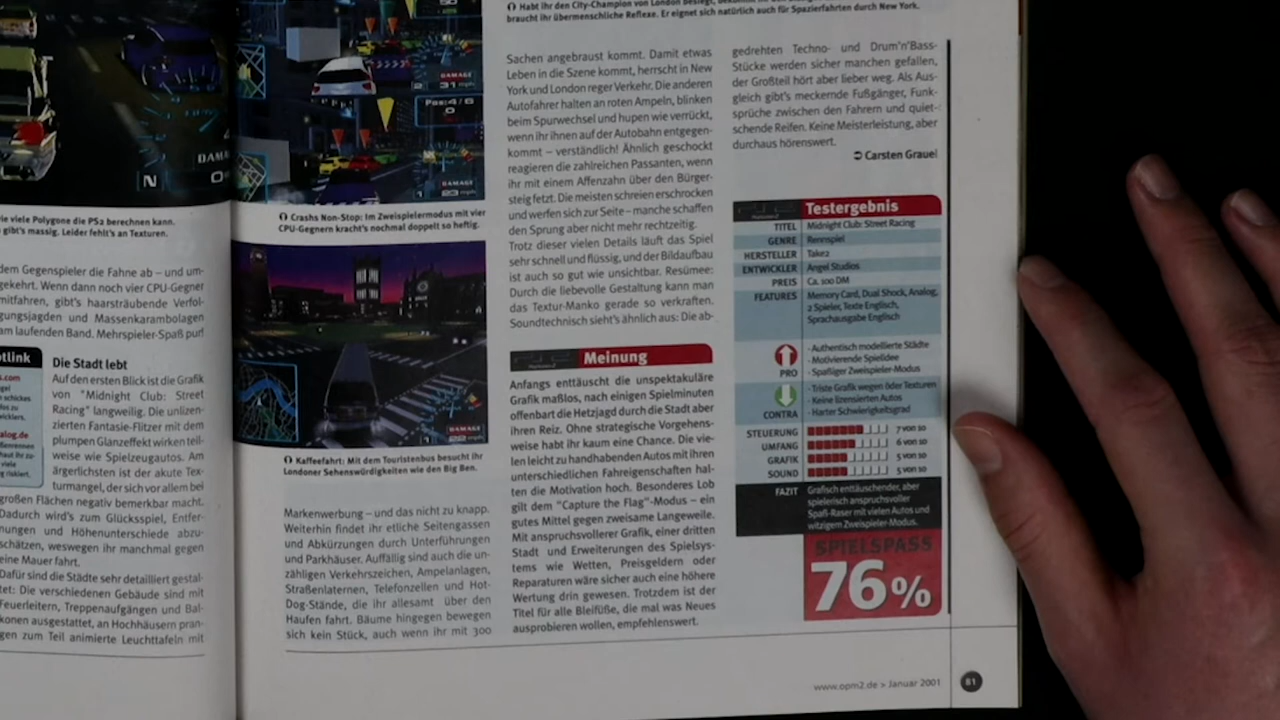 Habt ihr den City-Champion von London besiegt,
braucht ihr übermenschliche Reflexe. Er eignet sich natürlich auch für Spazierfahrten durch New York.
wie viele Polygone die PS2 berechnen kann.
gibt's massig. Leider fehlt's an Texturen.
dem Gegenspieler die Fahne ab – und um-
gekehrt. Wenn dann noch vier CPU-Gegner
mitfahren, gibt's haarsträubende Verfol-
gungsjagden und Massenkarambolagen
am laufenden Band. Mehrspieler-Spaß pur!
Die Stadt lebt
Auf den ersten Blick ist die Grafik
von "Midnight Club: Street
Racing" langweilig. Die unlizen-
zierten Fantasie-Flitzer mit dem
plumpen Glanzeffekt wirken teil-
weise wie Spielzeugautos. Am
ärgerlichsten ist der akute Tex-
turmangel, der sich vor allem bei
großen Flächen negativ bemerkbar macht.
Dadurch wird's zum Glücksspiel, Entfer-
nungen und Höhenunterschiede abzu-
schätzen, weswegen ihr manchmal gegen
eine Mauer fahrt.
Dafür sind die Städte sehr detailliert gestal-
tet: Die verschiedenen Gebäude sind mit
Feuerleitern, Treppenaufgängen und Bal-
konen ausgestattet, an Hochhäusern pran-
gen zum Teil animierte Leuchttafeln mit
Crashs Non-Stop: Im Zweispielermodus mit vier
CPU-Gegnern kracht's nochmal doppelt so heftig.
Pos:4/6
DAMAGE
31 mph
Kaffeefahrt: Mit dem Touristenbus besucht ihr
Londoner Sehenswürdigkeiten wie den Big Ben.
Markenwerbung – und das nicht zu knapp.
Weiterhin findet ihr etliche Seitengassen
und Abkürzungen durch Unterführungen
und Parkhäuser. Auffällig sind auch die un-
zähligen Verkehrszeichen, Ampelanlagen,
Straßenlaternen, Telefonzellen und Hot-
Dog-Stände, die ihr allesamt über den
Haufen fahrt. Bäume hingegen bewegen
sich kein Stück, auch wenn ihr mit 300
Sachen angebraust kommt. Damit etwas
Leben in die Szene kommt, herrscht in New
York und London reger Verkehr. Die anderen
Autofahrer halten an roten Ampeln, blinken
beim Spurwechsel und hupen wie verrückt,
wenn ihr ihnen auf der Autobahn entgegen-
kommt – verständlich! Ähnlich geschockt
reagieren die zahlreichen Passanten, wenn
ihr mit einem Affenzahn über den Bürger-
steig fetzt. Die meisten schreien erschrocken
und werfen sich zur Seite – manche schaffen
den Sprung aber nicht mehr rechtzeitig.
Trotz dieser vielen Details läuft das Spiel
sehr schnell und flüssig, und der Bildaufbau
ist auch so gut wie unsichtbar. Resümee:
Durch die liebevolle Gestaltung kann man
das Textur-Manko gerade so verkraften.
Soundtechnisch sieht's ähnlich aus: Die ab-
Meinung
Anfangs enttäuscht die unspektakuläre
Grafik maßlos, nach einigen Spielminuten
offenbart die Hetzjagd durch die Stadt aber
ihren Reiz. Ohne strategische Vorgehens-
weise habt ihr kaum eine Chance. Die vie-
len leicht zu handhabenden Autos mit ihren
unterschiedlichen Fahreigenschaften hal-
ten die Motivation hoch. Besonderes Lob
gilt dem "Capture the Flag"-Modus – ein
gutes Mittel gegen zweisame Langeweile.
Mit anspruchsvollerer Grafik, einer dritten
Stadt und Erweiterungen des Spielsys-
tems wie Wetten, Preisgeldern oder
Reparaturen wäre sicher auch eine höhere
Wertung drin gewesen. Trotzdem ist der
Titel für alle Bleifüße, die mal was Neues
ausprobieren wollen, empfehlenswert.
gedrehten Techno- und Drum'n'Bass-
Stücke werden sicher manchen gefallen,
der Großteil hört aber lieber weg. Als Aus-
gleich gibt's meckernde Fußgänger, Funk-
sprüche zwischen den Fahrern und quiet-
schende Reifen. Keine Meisterleistung, aber
durchaus hörenswert.
Carsten Grauel
Testergebnis
TITEL Midnight Club: Street Racing
GENRE Rennspiel
HERSTELLER Take2
ENTWICKLER Angel Studios
PREIS Ca. 100 DM
FEATURES Memory Card, Dual Shock, Analog,
2 Spieler, Texte Englisch,
Sprachausgabe Englisch
PRO - Authentisch modellierte Städte
- Motivierende Spielidee
- Spaßiger Zweispieler-Modus
CONTRA - Triste Grafik wegen öder Texturen
- Keine lizensierten Autos
- Harter Schwierigkeitsgrad
STEUERUNG 7 von 10
UMFANG 6 von 10
GRAFIK 5 von 10
SOUND 5 von 10
FAZIT Grafisch enttäuschender, aber
spielerisch anspruchsvoller
Spaß-Raser mit vielen Autos und
witzigem Zweispieler-Modus.
SPIELSPASS
76%
www.opm2.de > Januar 2001 81